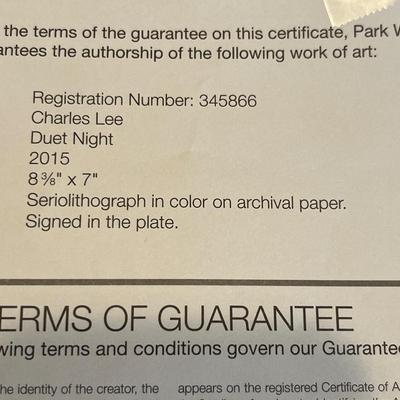 the terms of the guarantee on this certificate, Park W
antees the authorship of the following work of art:
Registration Number: 345866
Charles Lee
Duet Night
2015
8⅜" x 7"
Seriolithograph in color on archival paper.
Signed in the plate.
ERMS OF GUARANTEE
wing terms and conditions govern our Guarantee
he identity of the creator, the appears on the registered Certificate of A